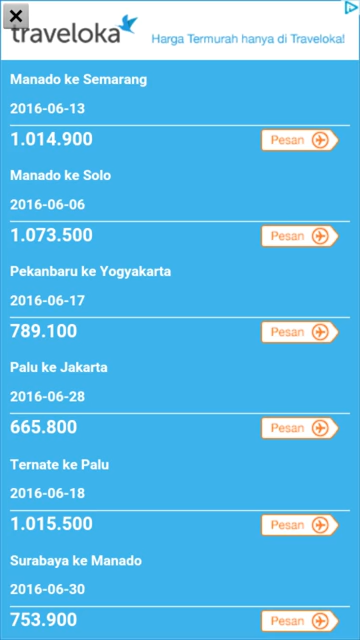 traveloka
Harga Termurah hanya di Traveloka!
Manado ke Semarang
2016-06-13
1.014.900 Pesan
Manado ke Solo
2016-06-06
1.073.500 Pesan
Pekanbaru ke Yogyakarta
2016-06-17
789.100 Pesan
Palu ke Jakarta
2016-06-28
665.800 Pesan
Ternate ke Palu
2016-06-18
1.015.500 Pesan
Surabaya ke Manado
2016-06-30
753.900 Pesan